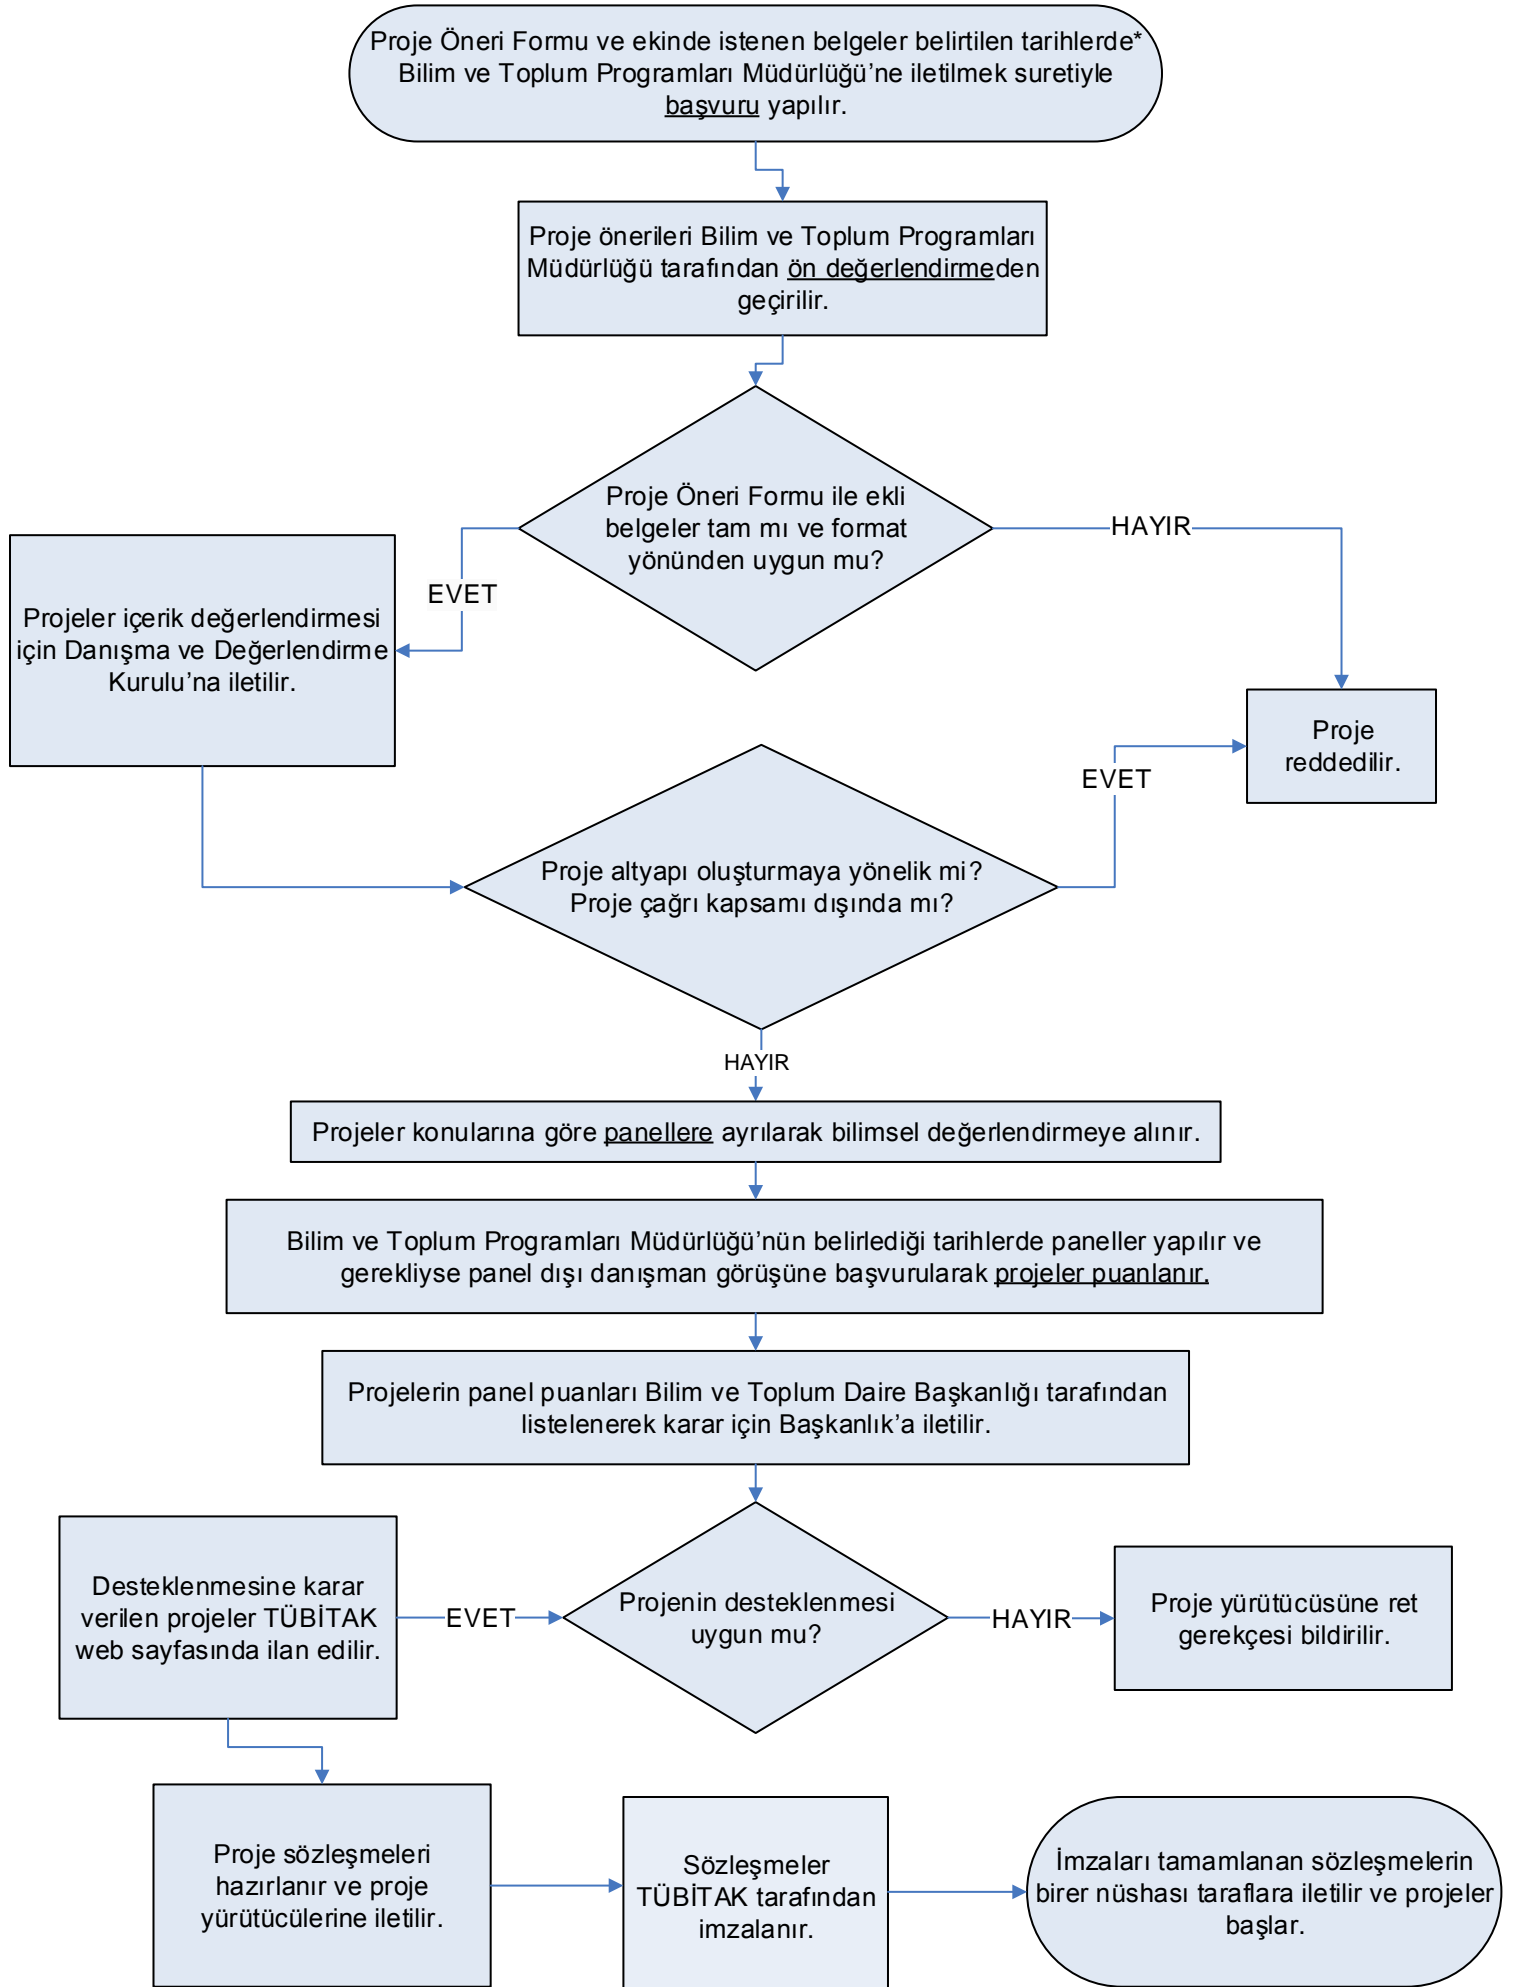 Proje Öneri Formu ve ekinde istenen belgeler belirtilen tarihlerde*
Bilim ve Toplum Programları Müdürlüğü’ne iletilmek suretiyle
başvuru yapılır.
Proje önerileri Bilim ve Toplum Programları
Müdürlüğü tarafından ön değerlendirmeden
geçirilir.
Proje Öneri Formu ile ekli
belgeler tam mı ve format
yönünden uygun mu?
HAYIR
EVET
Projeler içerik değerlendirmesi
için Danışma ve Değerlendirme
Kurulu’na iletilir.
Proje
reddedilir.
EVET
Proje altyapı oluşturmaya yönelik mi?
Proje çağrı kapsamı dışında mı?
HAYIR
Projeler konularına göre panellere ayrılarak bilimsel değerlendirmeye alınır.
Bilim ve Toplum Programları Müdürlüğü’nün belirlediği tarihlerde paneller yapılır ve
gerekliyse panel dışı danışman görüşüne başvurularak projeler puanlanır.
Projelerin panel puanları Bilim ve Toplum Daire Başkanlığı tarafından
listelenerek karar için Başkanlık’a iletilir.
Desteklenmesine karar
verilen projeler TÜBİTAK
web sayfasında ilan edilir.
EVET
Projenin desteklenmesi
uygun mu?
HAYIR
Proje yürütücüsüne ret
gerekçesi bildirilir.
Proje sözleşmeleri
hazırlanır ve proje
yürütücülerine iletilir.
Sözleşmeler
TÜBİTAK tarafından
imzalanır.
İmzaları tamamlanan sözleşmelerin
birer nüshası taraflara iletilir ve projeler
başlar.